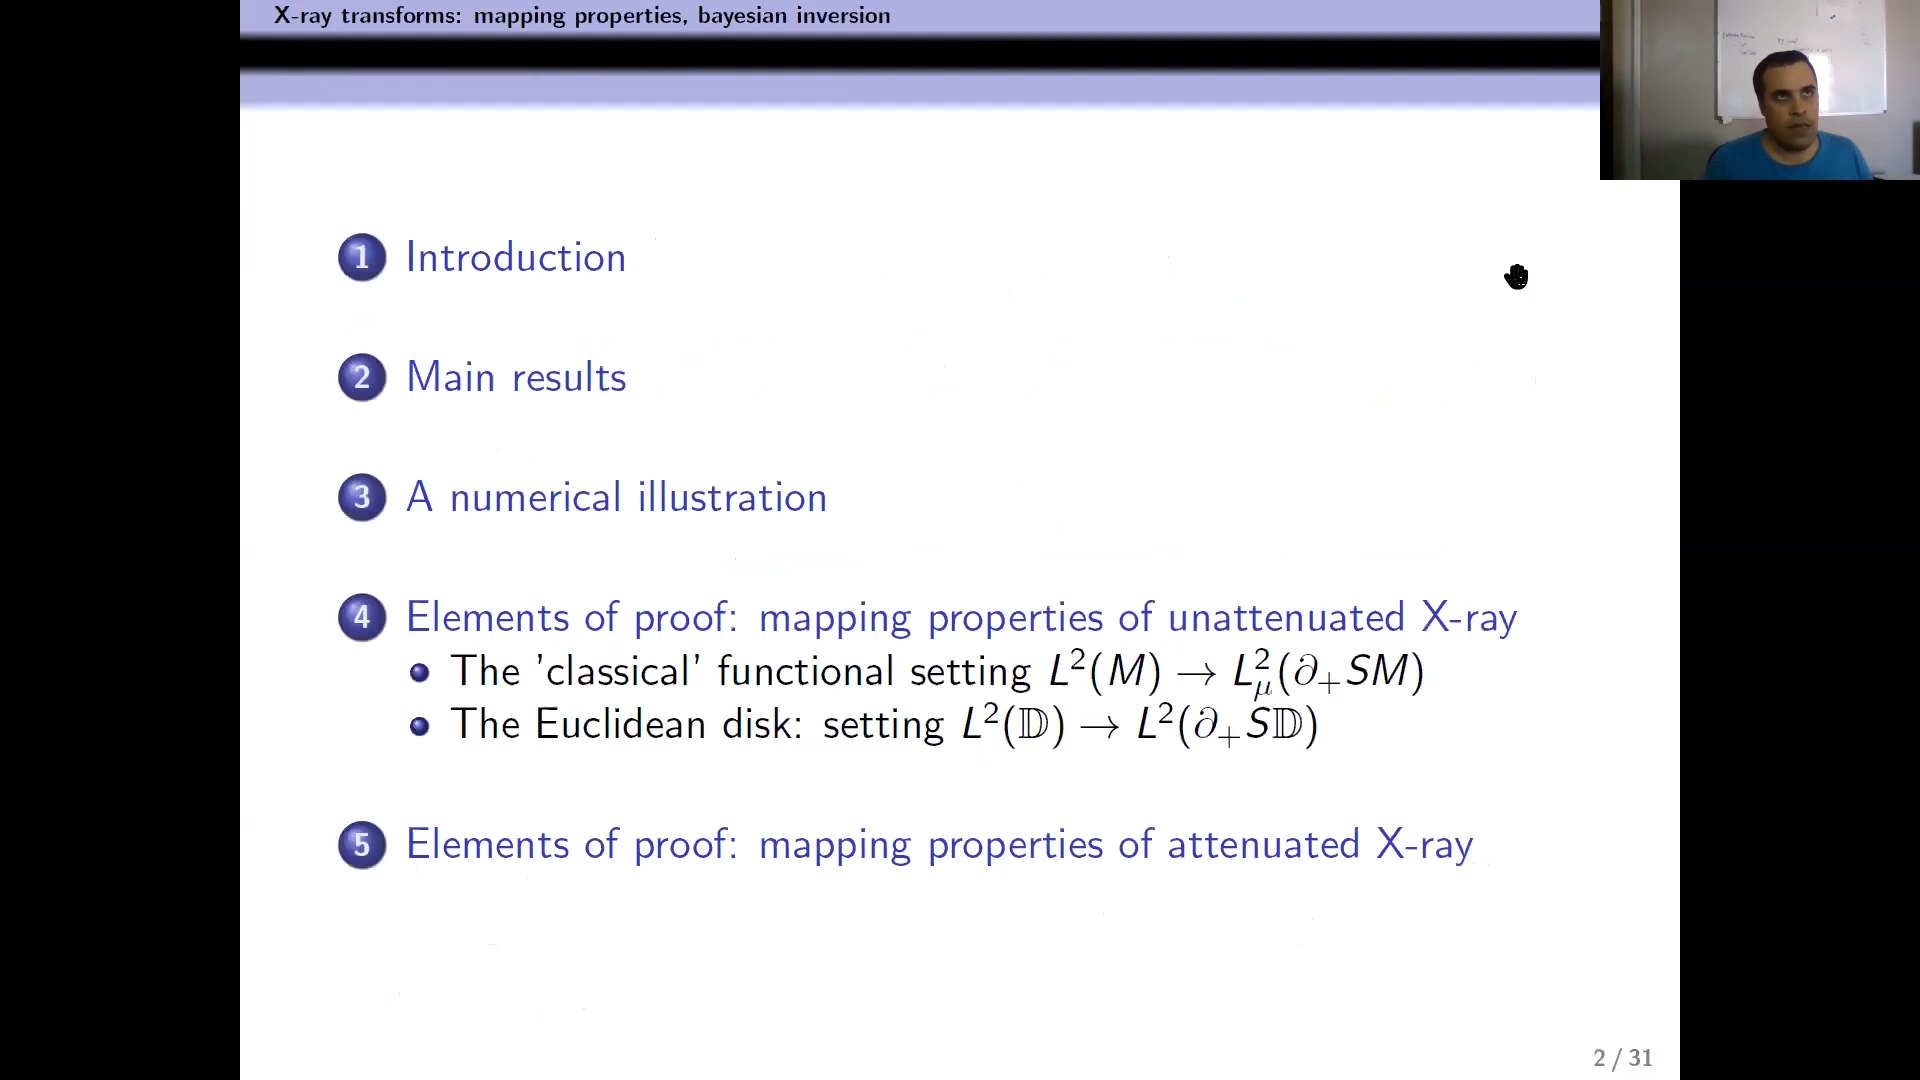 X-ray transforms: mapping properties, bayesian inversion
1 Introduction
2 Main results
3 A numerical illustration
4 Elements of proof: mapping properties of unattenuated X-ray
The 'classical' functional setting L²(M) → L²_μ(∂₊SM)
The Euclidean disk: setting L²(𝔻) → L²(∂₊S𝔻)
5 Elements of proof: mapping properties of attenuated X-ray
2 / 31